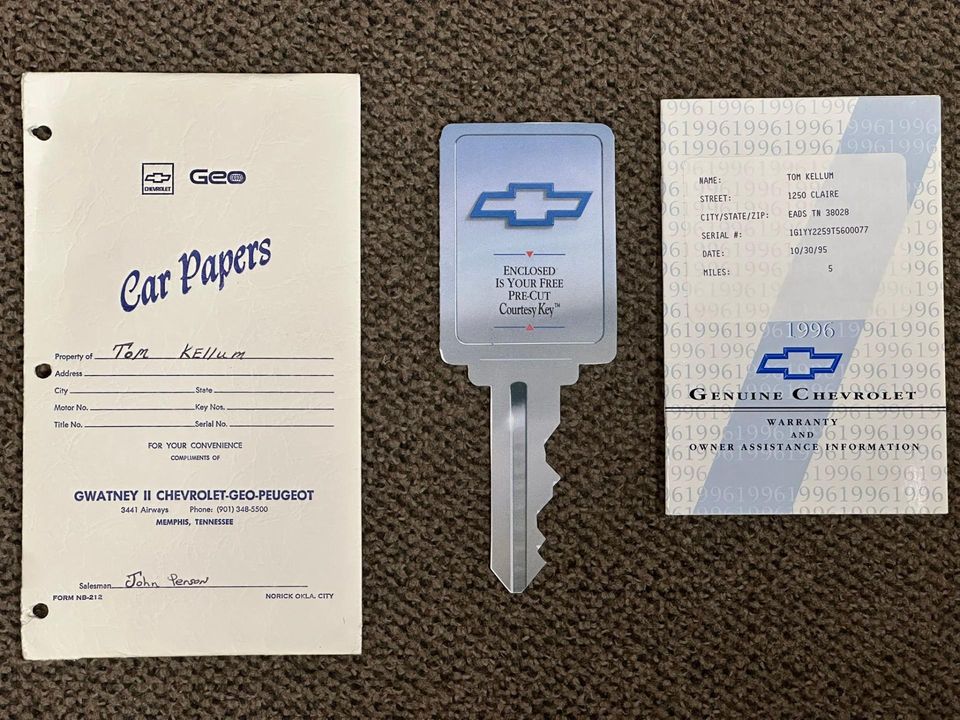 CHEVROLET
Geo
Car Papers
Property of Tom Kellum
Address
City State
Motor No. Key Nos.
Title No. Serial No.
FOR YOUR CONVENIENCE
COMPLIMENTS OF
GWATNEY II CHEVROLET-GEO-PEUGEOT
3441 Airways Phone: (901) 348-5500
MEMPHIS, TENNESSEE
Salesman John Person
FORM NB-212 NORICK OKLA. CITY
ENCLOSED
IS YOUR FREE
PRE-CUT
Courtesy Key™
NAME: TOM KELLUM
STREET: 1250 CLAIRE
CITY/STATE/ZIP: EADS TN 38028
SERIAL #: 1G1YY2259T5600077
DATE: 10/30/95
MILES: 5
1996
GENUINE CHEVROLET
WARRANTY
AND
OWNER ASSISTANCE INFORMATION